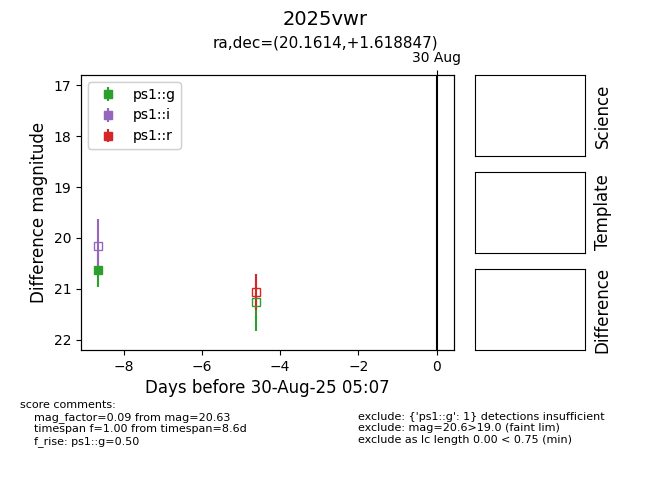 2025vwr
ra,dec=(20.1614,+1.618847)
30 Aug
ps1::g
ps1::i
ps1::r
17
18
19
20
21
22
Difference magnitude
−8
−6
−4
−2
0
Days before 30-Aug-25 05:07
Science
Template
Difference
score comments:
mag_factor=0.09 from mag=20.63
timespan f=1.00 from timespan=8.6d
f_rise: ps1::g=0.50
exclude: {'ps1::g': 1} detections insufficient
exclude: mag=20.6>19.0 (faint lim)
exclude as lc length 0.00 < 0.75 (min)